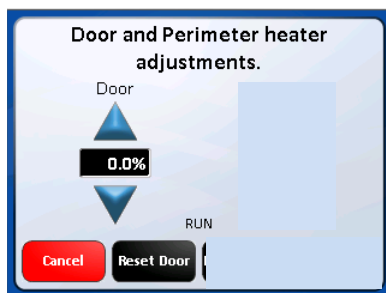 Door and Perimeter heater
adjustments.
Door
0.0%
RUN
Cancel
Reset Door